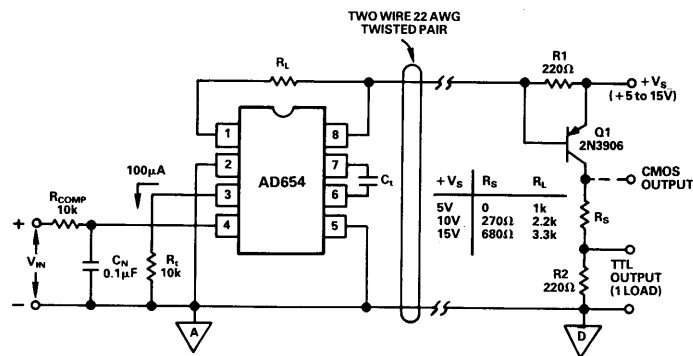 TWO WIRE 22 AWG
TWISTED PAIR
R_L
R1
220Ω
+V_S
(+5 to 15V)
Q1
2N3906
1
8
2
7
3
6
4
5
AD654
C_t
100μA
R_COMP
10k
+
V_IN
−
C_N
0.1μF
R_t
10k
A
+V_S R_S R_L
5V 0 1k
10V 270Ω 2.2k
15V 680Ω 3.3k
CMOS
OUTPUT
R_S
R2
220Ω
TTL
OUTPUT
(1 LOAD)
D